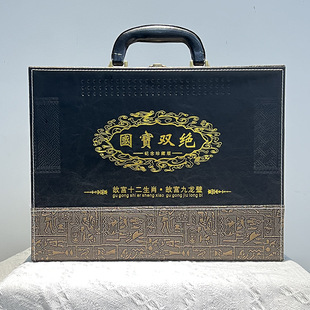 國寶双绝
纪念珍藏版
故宫十二生肖·故宫九龙璧
gu gong shi er sheng xiao gu gong jiu long bi